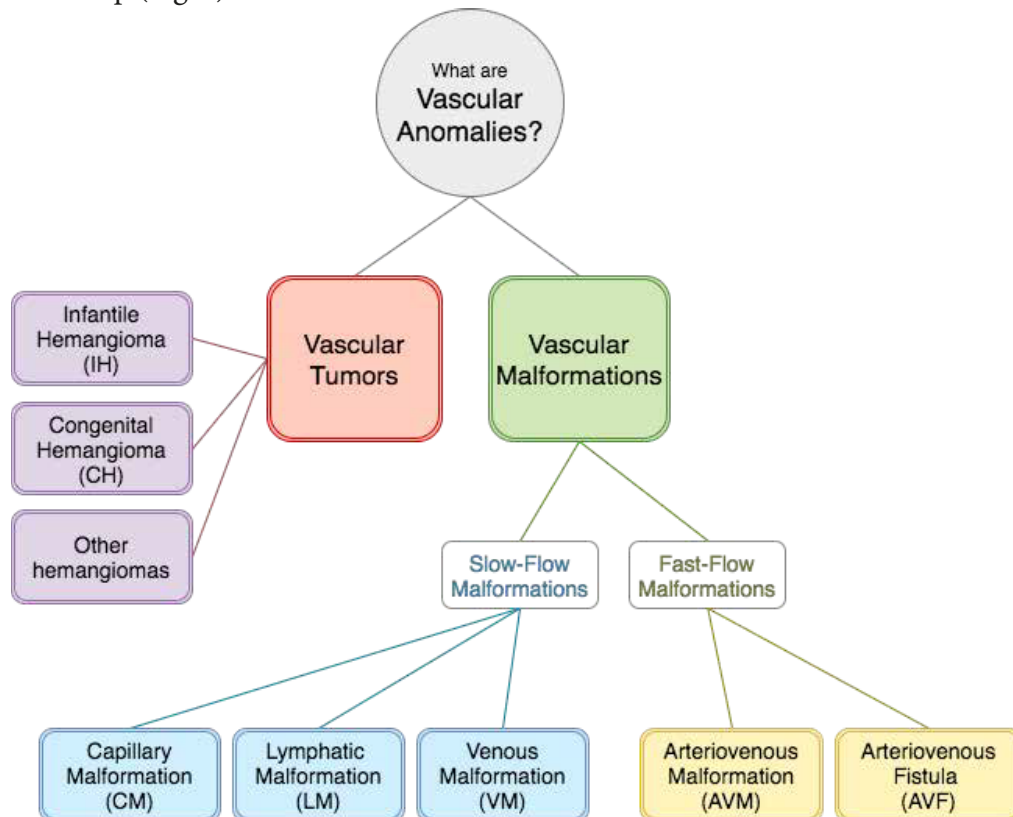 What are
Vascular
Anomalies?
Vascular
Tumors
Vascular
Malformations
Infantile
Hemangioma
(IH)
Congenital
Hemangioma
(CH)
Other
hemangiomas
Slow-Flow
Malformations
Fast-Flow
Malformations
Capillary
Malformation
(CM)
Lymphatic
Malformation
(LM)
Venous
Malformation
(VM)
Arteriovenous
Malformation
(AVM)
Arteriovenous
Fistula
(AVF)